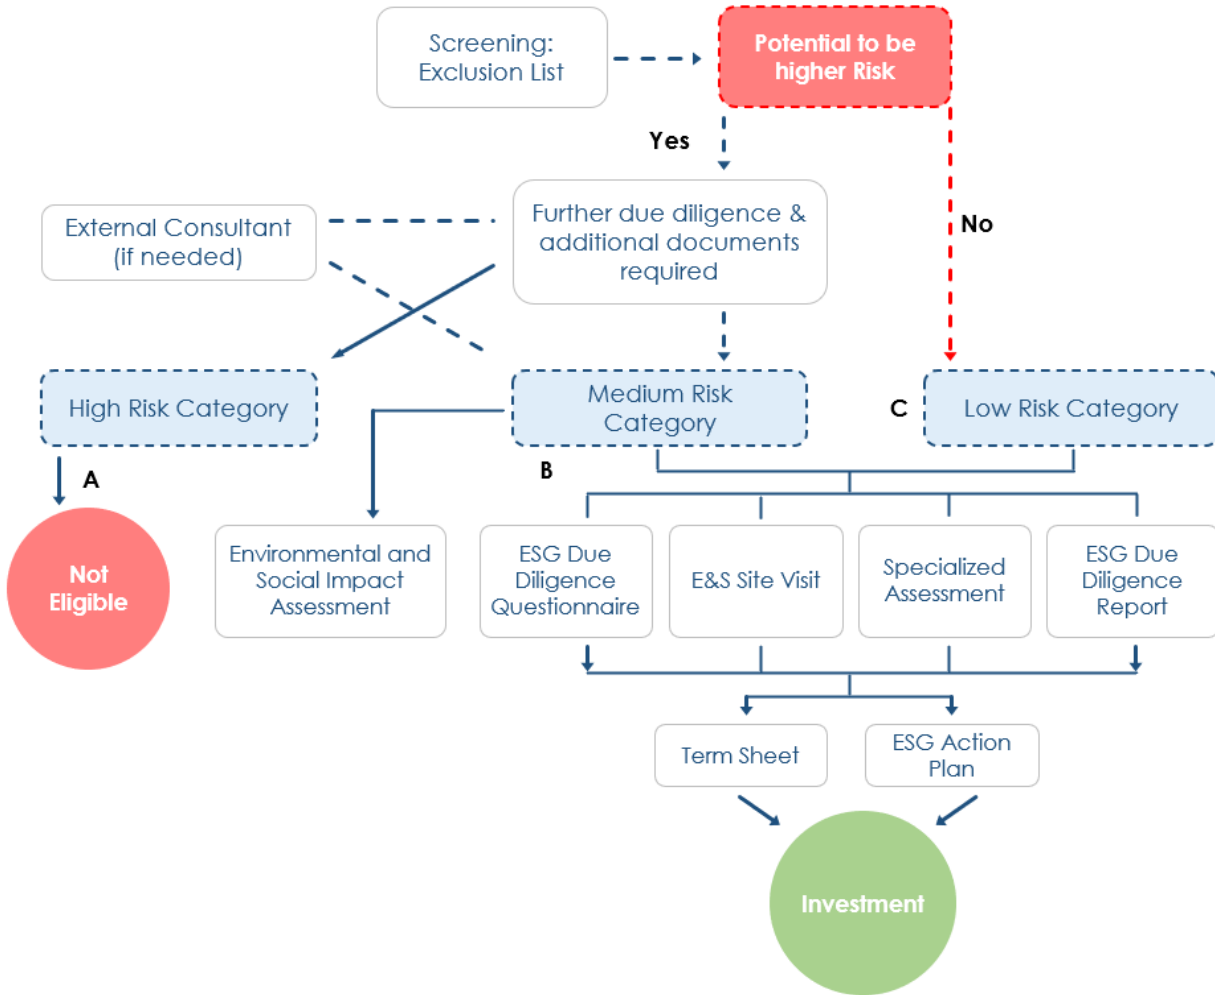 Screening:
Exclusion List
Potential to be
higher Risk
Yes
No
External Consultant
(if needed)
Further due diligence &
additional documents
required
High Risk Category
Medium Risk
Category
C
Low Risk Category
A
B
Not
Eligible
Environmental and
Social Impact
Assessment
ESG Due
Diligence
Questionnaire
E&S Site Visit
Specialized
Assessment
ESG Due
Diligence
Report
Term Sheet
ESG Action
Plan
Investment